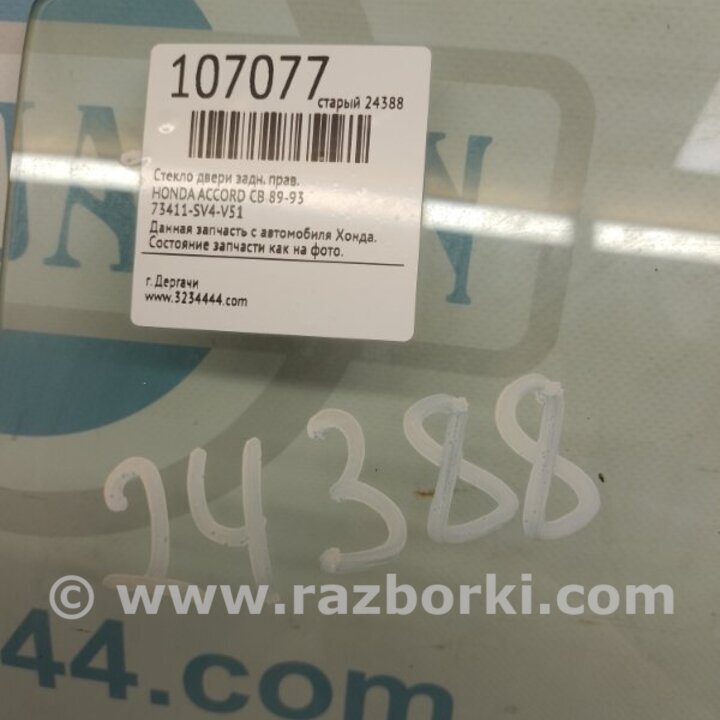 107077
старый 24388
Стекло двери задн. прав.
HONDA ACCORD CB 89-93
73411-SV4-V51
Данная запчасть с автомобиля Хонда.
Состояние запчасти как на фото.
г. Дергачи
www.3234444.com
24388
© www.razborki.com
44.com